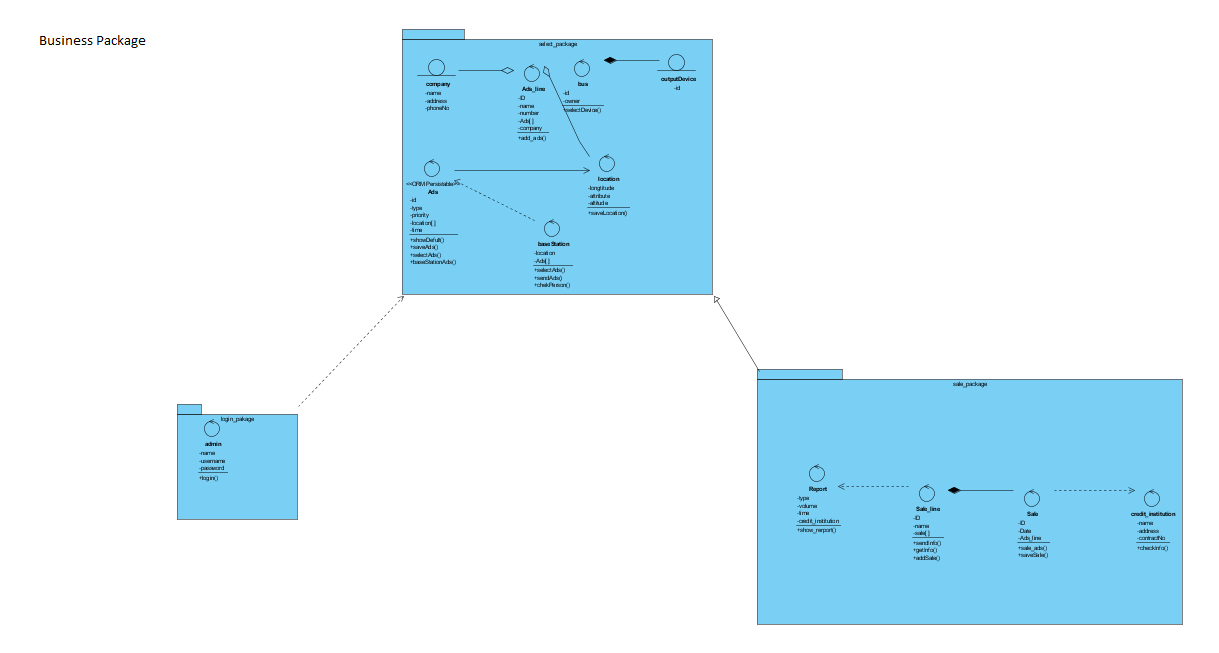 Business Package
select_package
company
-name
-address
-phoneNo
Ads_line
-ID
-name
-number
-Ads[ ]
-company
+add_ads()
bus
-id
-owner
+selectDevice()
outputDevice
-id
<<ORM Persistable>>
Ads
-id
-type
-priority
-location[ ]
-time
+showDefult()
+saveAds()
+selectAds()
+baseStationAds()
location
-longtitude
-attribute
-altitude
+saveLocation()
baseStation
-location
-Ads[ ]
+selectAds()
+sendAds()
+chekPerson()
login_pakage
admin
-name
-username
-password
+login()
sale_package
Report
-type
-volume
-time
-credit_institution
+show_rerport()
Sale_line
-ID
-name
-sale[ ]
+sendInfo()
+getInfo()
+addSale()
Sale
-ID
-Date
-Ads_line
+sale_ads()
+saveSale()
credit_institution
-name
-address
-contractNo
+checkInfo()